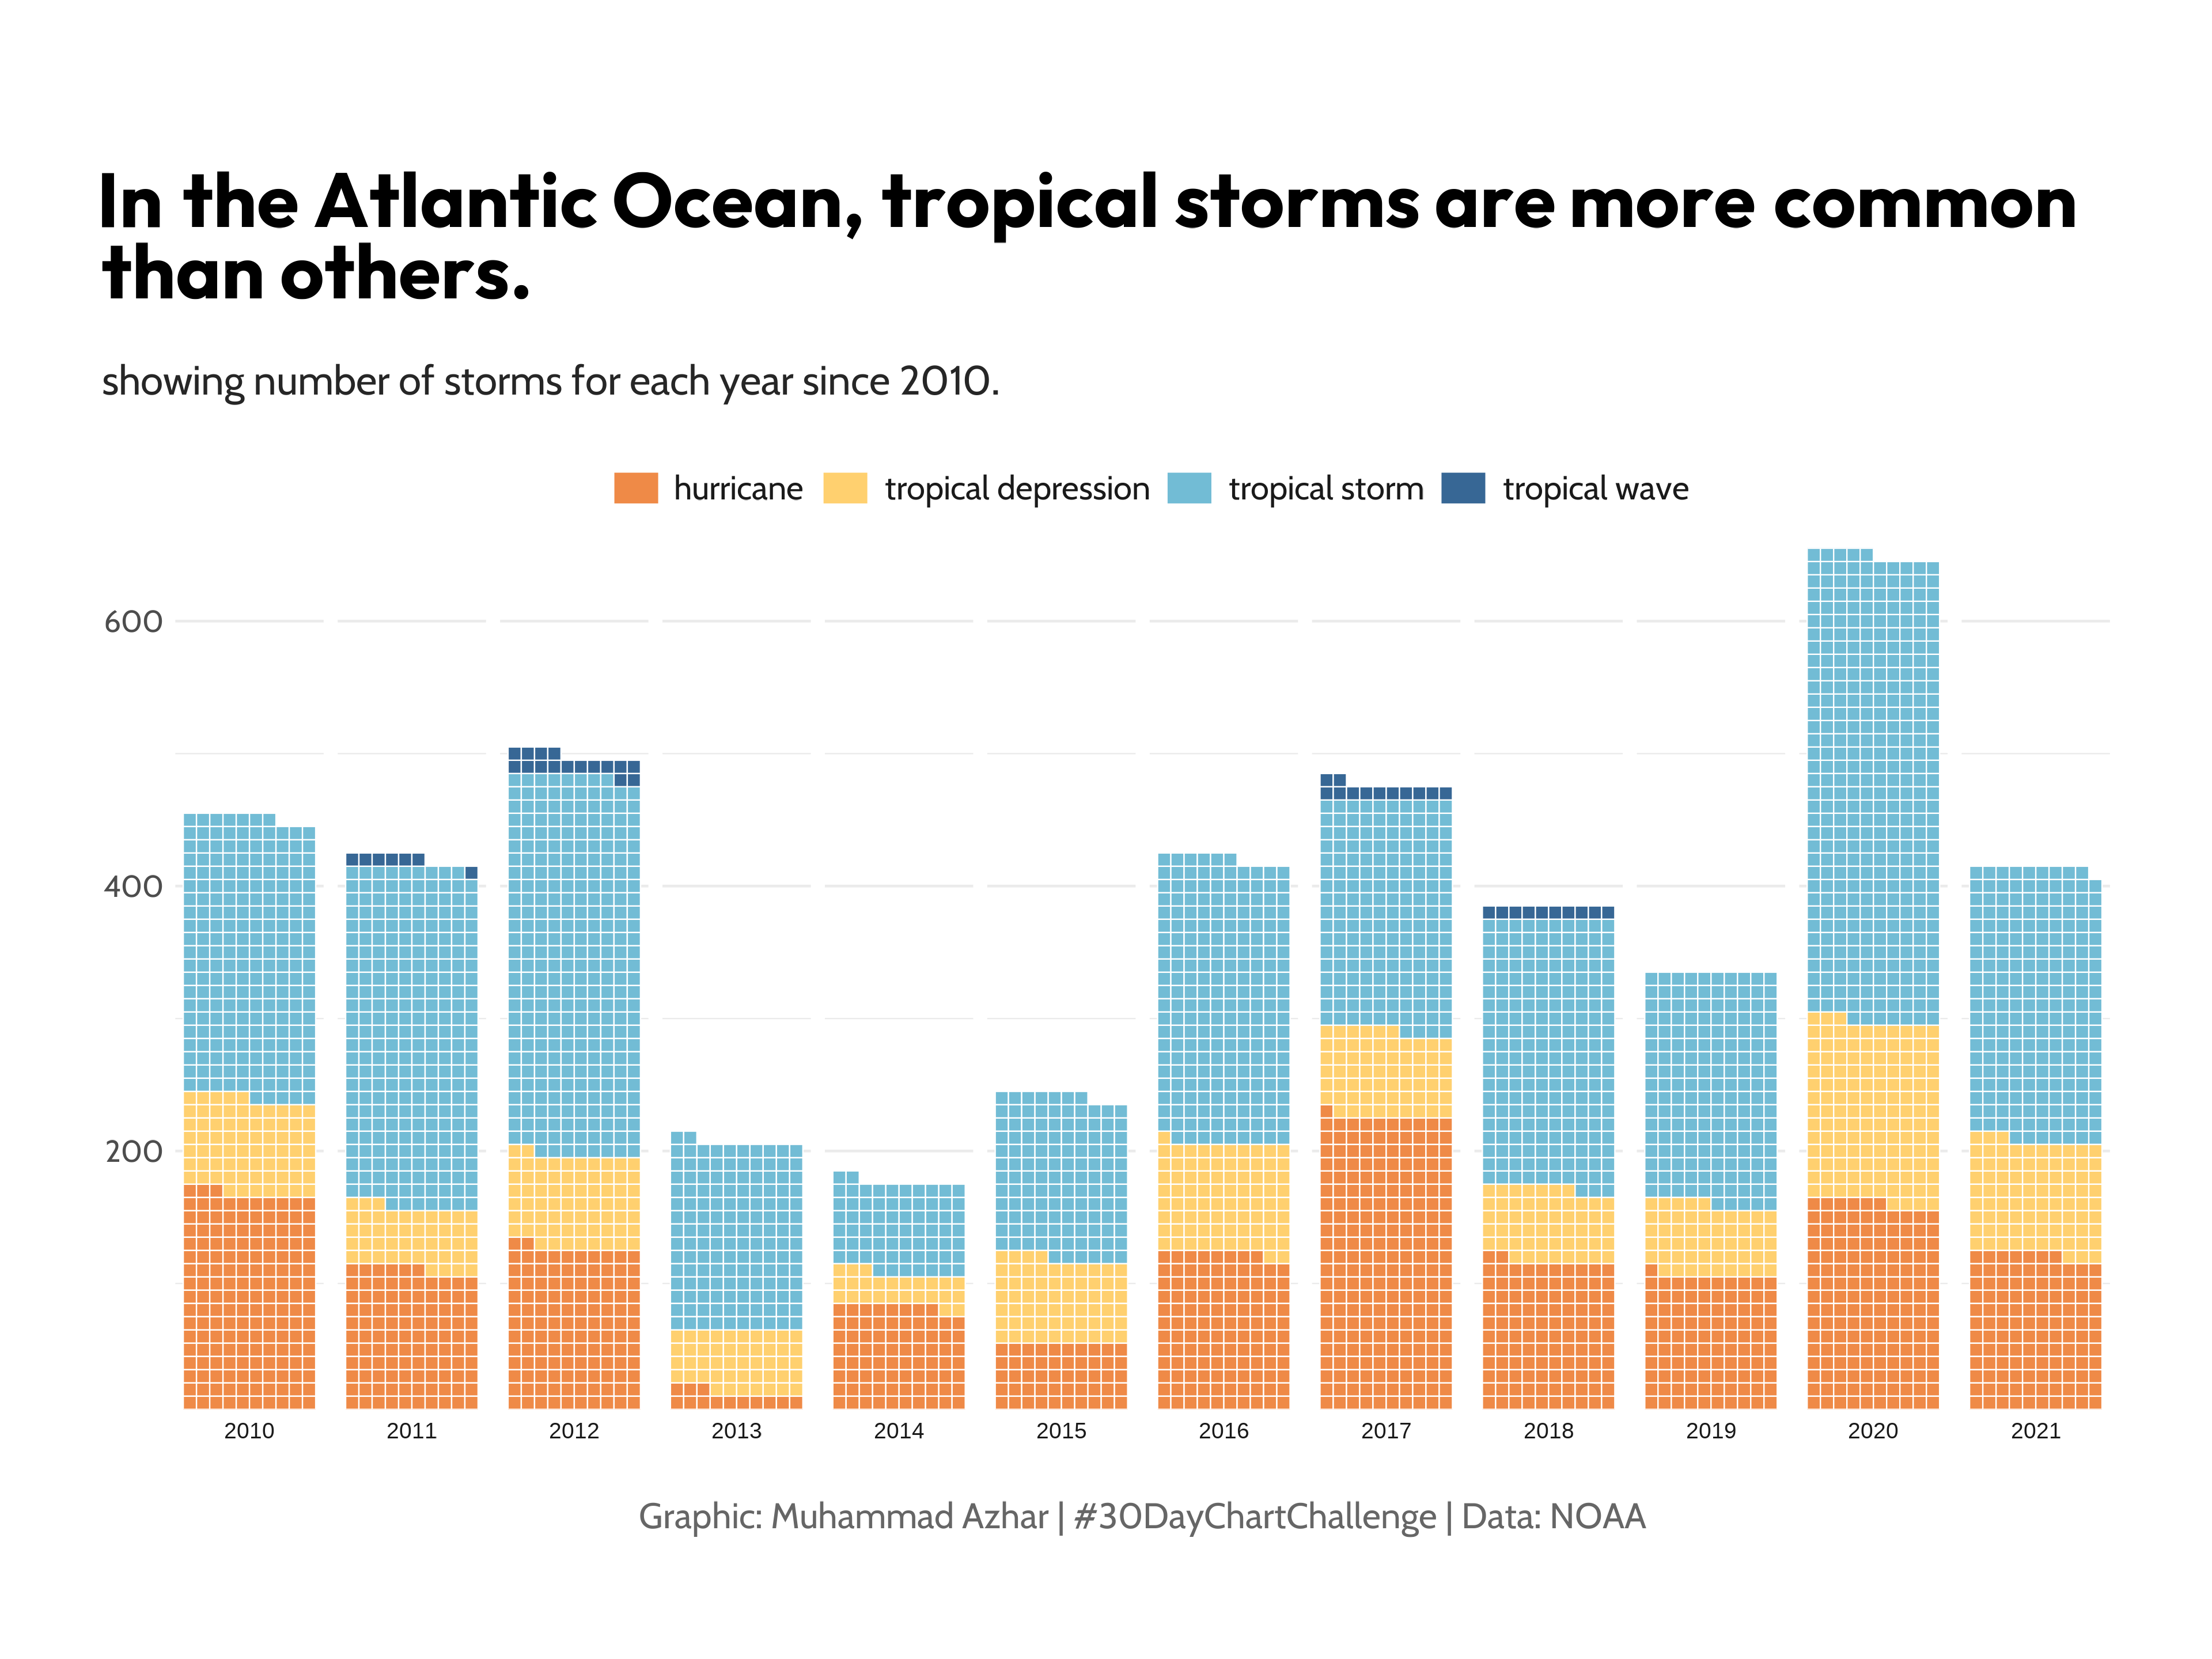 In the Atlantic Ocean, tropical storms are more common
than others.
showing number of storms for each year since 2010.
hurricane tropical depression tropical storm tropical wave
600
400
200
2010 2011 2012 2013 2014 2015 2016 2017 2018 2019 2020 2021
Graphic: Muhammad Azhar | #30DayChartChallenge | Data: NOAA